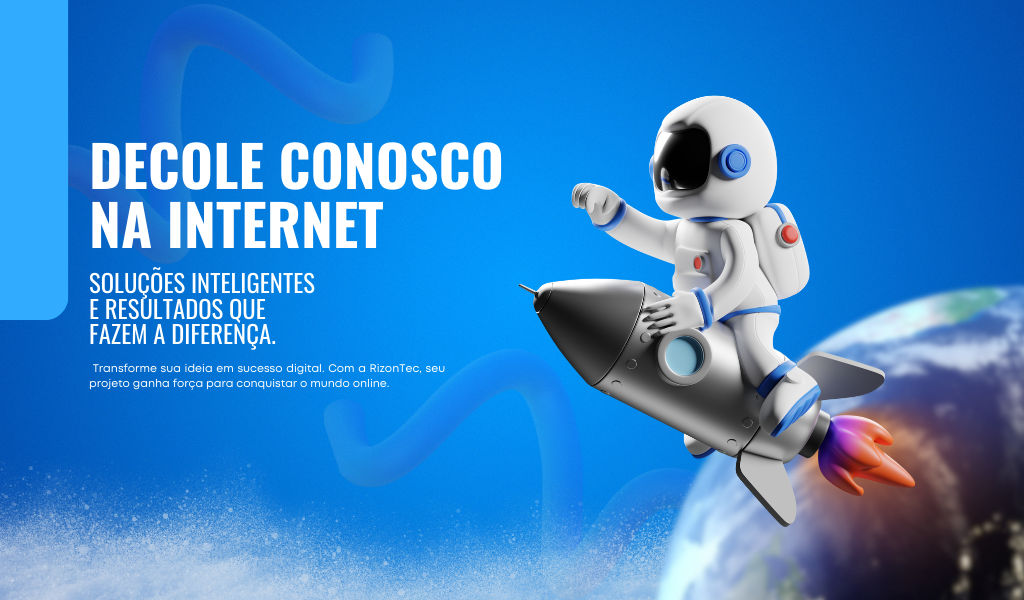 DECOLE CONOSCO
NA INTERNET
SOLUÇÕES INTELIGENTES
E RESULTADOS QUE
FAZEM A DIFERENÇA.
Transforme sua ideia em sucesso digital. Com a RizonTec, seu
projeto ganha força para conquistar o mundo online.